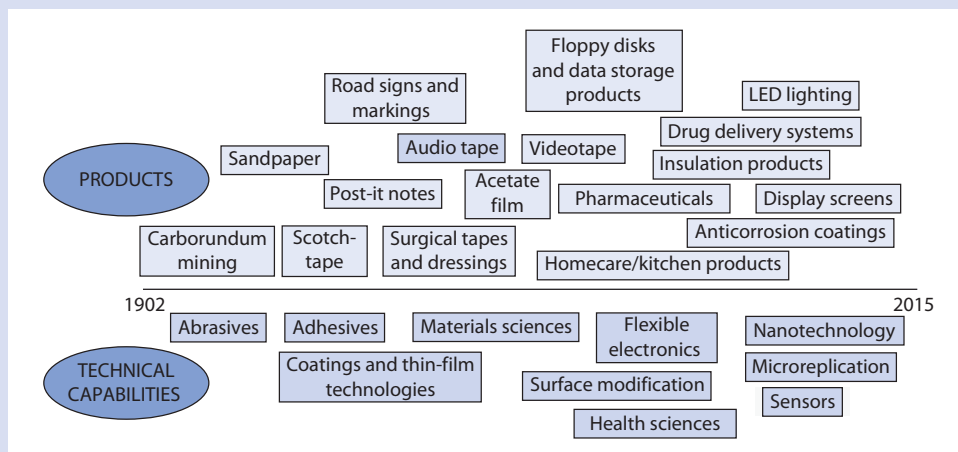 Floppy disks
and data storage
products
Road signs and
markings
LED lighting
Drug delivery systems
Audio tape
Videotape
Sandpaper
Insulation products
PRODUCTS
Post-it notes
Acetate
film
Pharmaceuticals
Display screens
Carborundum
mining
Scotch-
tape
Surgical tapes
and dressings
Anticorrosion coatings
Homecare/kitchen products
1902
2015
Abrasives
Adhesives
Materials sciences
Flexible
electronics
Nanotechnology
TECHNICAL
CAPABILITIES
Coatings and thin-film
technologies
Surface modification
Microreplication
Health sciences
Sensors